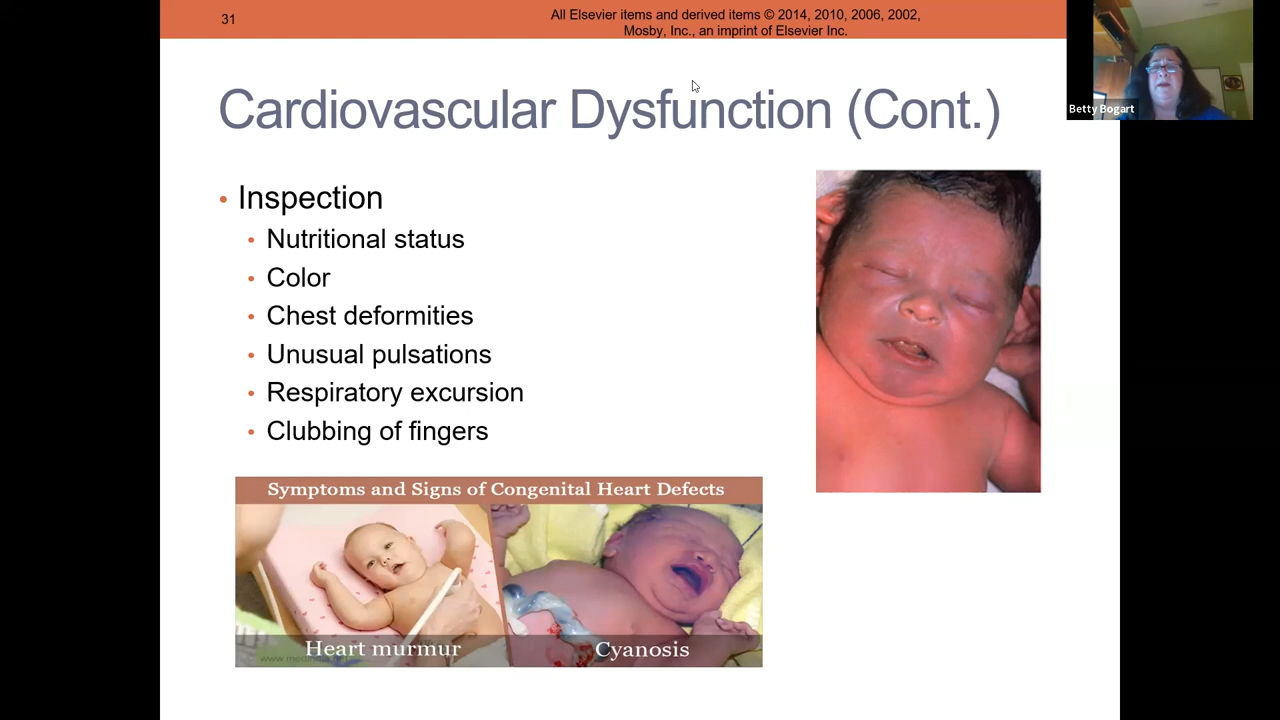 31
All Elsevier items and derived items © 2014, 2010, 2006, 2002,
Mosby, Inc., an imprint of Elsevier Inc.
Betty Bogart
Cardiovascular Dysfunction (Cont.)
• Inspection
• Nutritional status
• Color
• Chest deformities
• Unusual pulsations
• Respiratory excursion
• Clubbing of fingers
Symptoms and Signs of Congenital Heart Defects
Heart murmur
Cyanosis